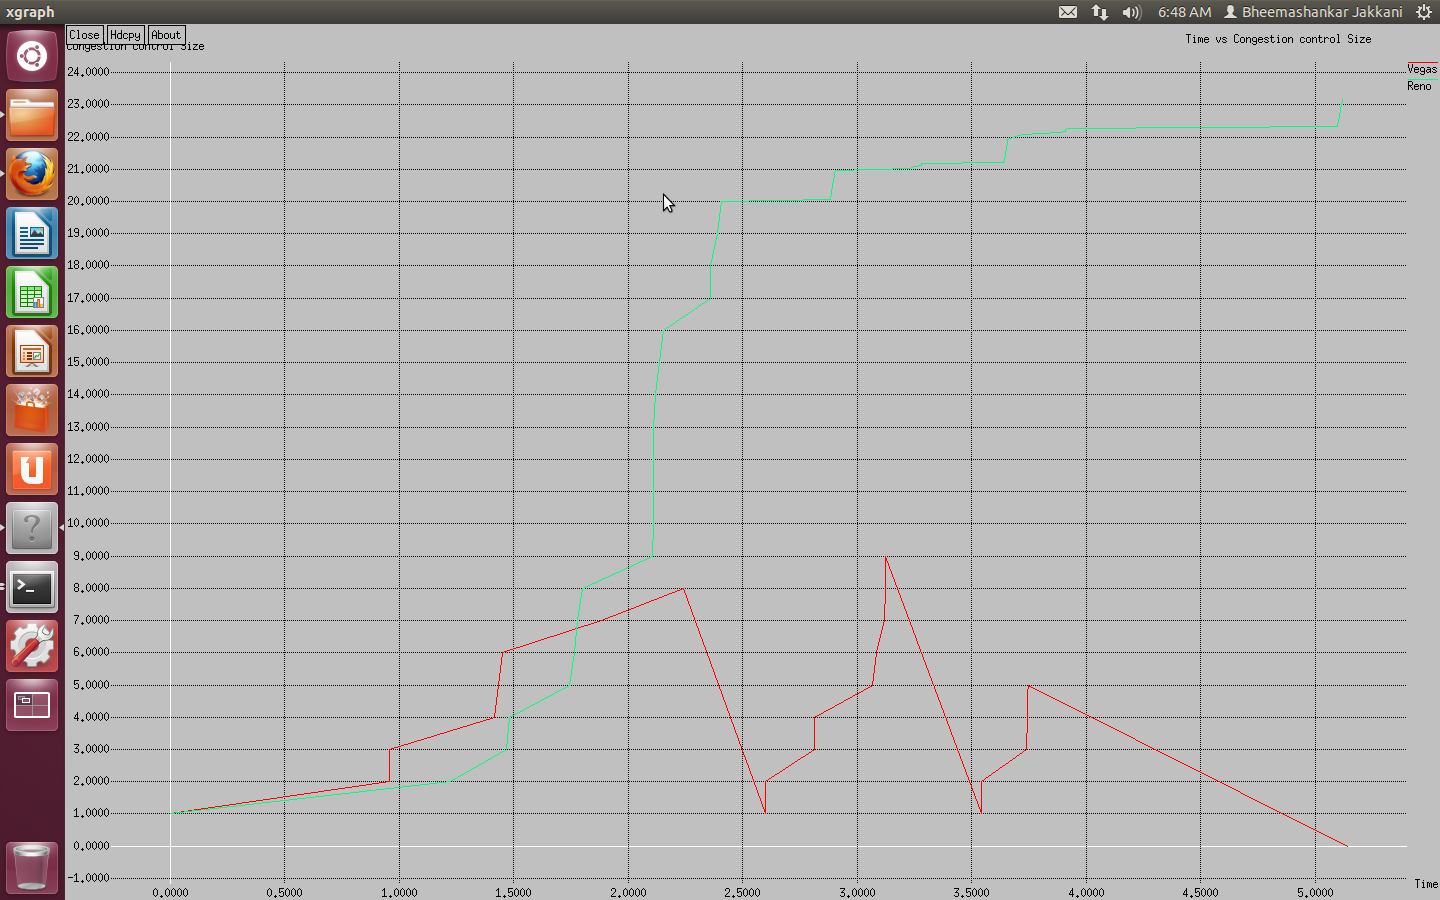 xgraph
6:48 AM Bheemashankar Jakkani
Close Hdcpy About
Congestion control Size
Time vs Congestion control Size
Vegas
Reno
24.0000
23.0000
22.0000
21.0000
20.0000
19.0000
18.0000
17.0000
16.0000
15.0000
14.0000
13.0000
12.0000
11.0000
10.0000
9.0000
8.0000
7.0000
6.0000
5.0000
4.0000
3.0000
2.0000
1.0000
0.0000
-1.0000
Time
0.0000 0.5000 1.0000 1.5000 2.0000 2.5000 3.0000 3.5000 4.0000 4.5000 5.0000